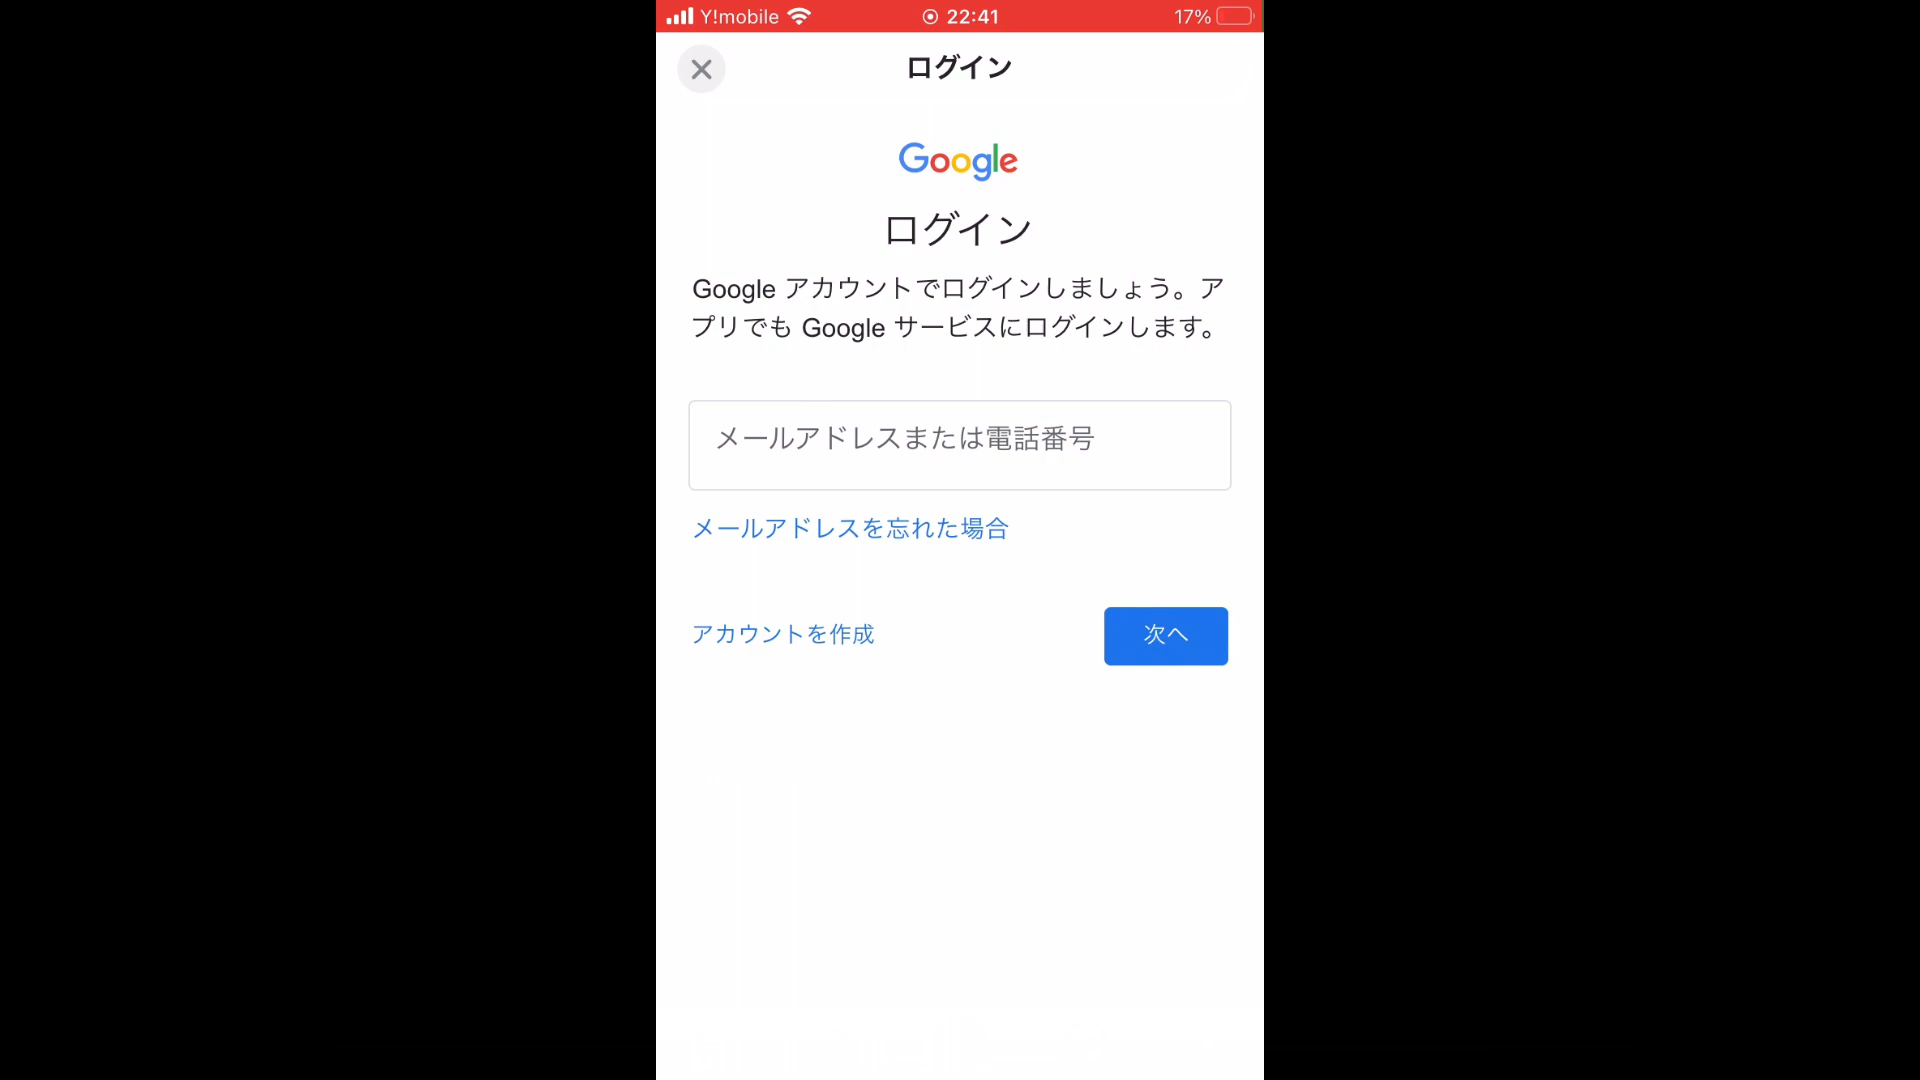 Y!mobile 22:41 17%
ログイン
Google
ログイン
Google アカウントでログインしましょう。ア
プリでも Google サービスにログインします。
メールアドレスまたは電話番号
メールアドレスを忘れた場合
アカウントを作成 次へ